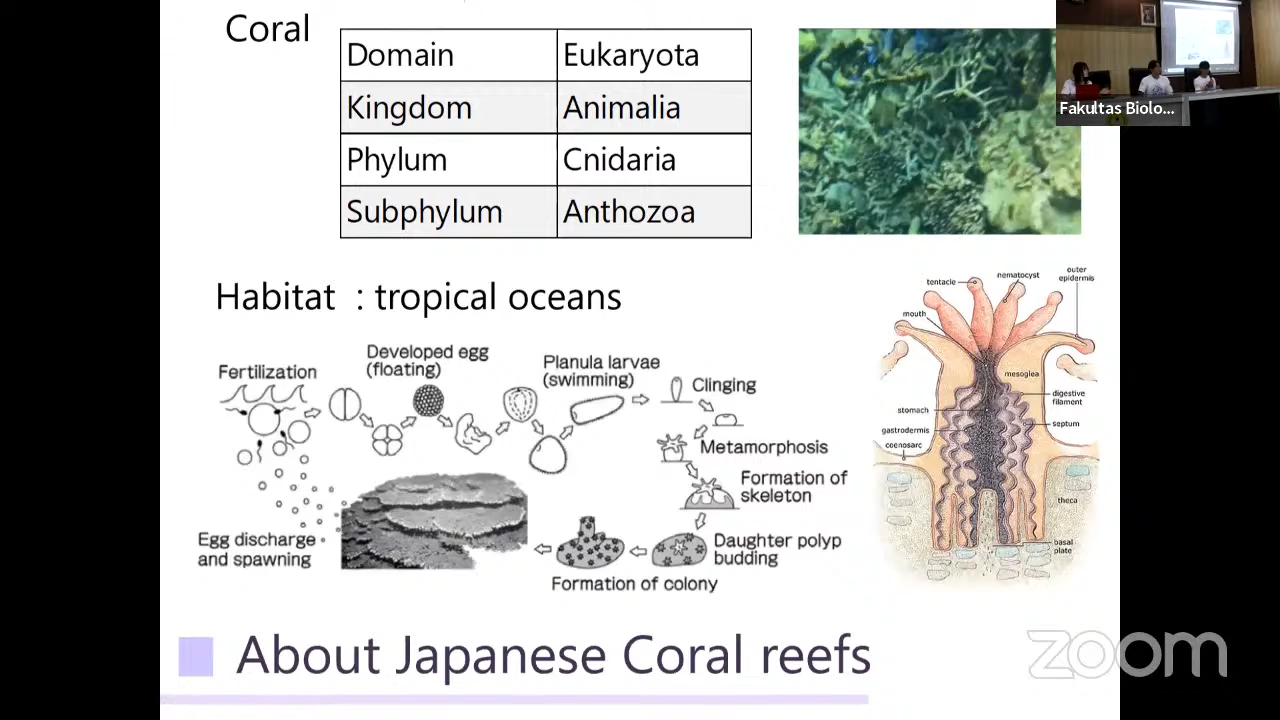 Coral
Domain Eukaryota
Kingdom Animalia
Phylum Cnidaria
Subphylum Anthozoa
Fakultas Biolo...
Habitat : tropical oceans
Fertilization
Developed egg
(floating)
Planula larvae
(swimming)
Clinging
Metamorphosis
Formation of
skeleton
Daughter polyp
budding
Formation of colony
Egg discharge
and spawning
tentacle
nematocyst
outer
epidermis
mouth
mesoglea
digestive
filament
stomach
septum
gastrodermis
coenosarc
theca
basal
plate
About Japanese Coral reefs
zoom